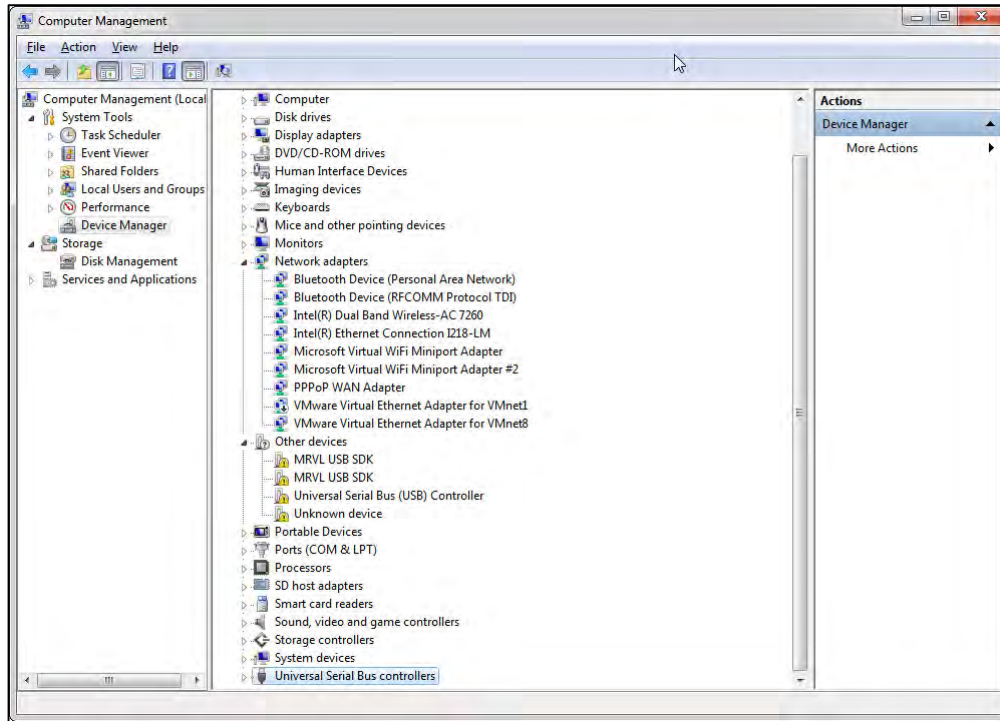 Computer Management
File Action View Help
Computer Management (Local
System Tools
Task Scheduler
Event Viewer
Shared Folders
Local Users and Groups
Performance
Device Manager
Storage
Disk Management
Services and Applications
Computer
Disk drives
Display adapters
DVD/CD-ROM drives
Human Interface Devices
Imaging devices
Keyboards
Mice and other pointing devices
Monitors
Network adapters
Bluetooth Device (Personal Area Network)
Bluetooth Device (RFCOMM Protocol TDI)
Intel(R) Dual Band Wireless-AC 7260
Intel(R) Ethernet Connection I218-LM
Microsoft Virtual WiFi Miniport Adapter
Microsoft Virtual WiFi Miniport Adapter #2
PPPoP WAN Adapter
VMware Virtual Ethernet Adapter for VMnet1
VMware Virtual Ethernet Adapter for VMnet8
Other devices
MRVL USB SDK
MRVL USB SDK
Universal Serial Bus (USB) Controller
Unknown device
Portable Devices
Ports (COM & LPT)
Processors
SD host adapters
Smart card readers
Sound, video and game controllers
Storage controllers
System devices
Universal Serial Bus controllers
Actions
Device Manager
More Actions